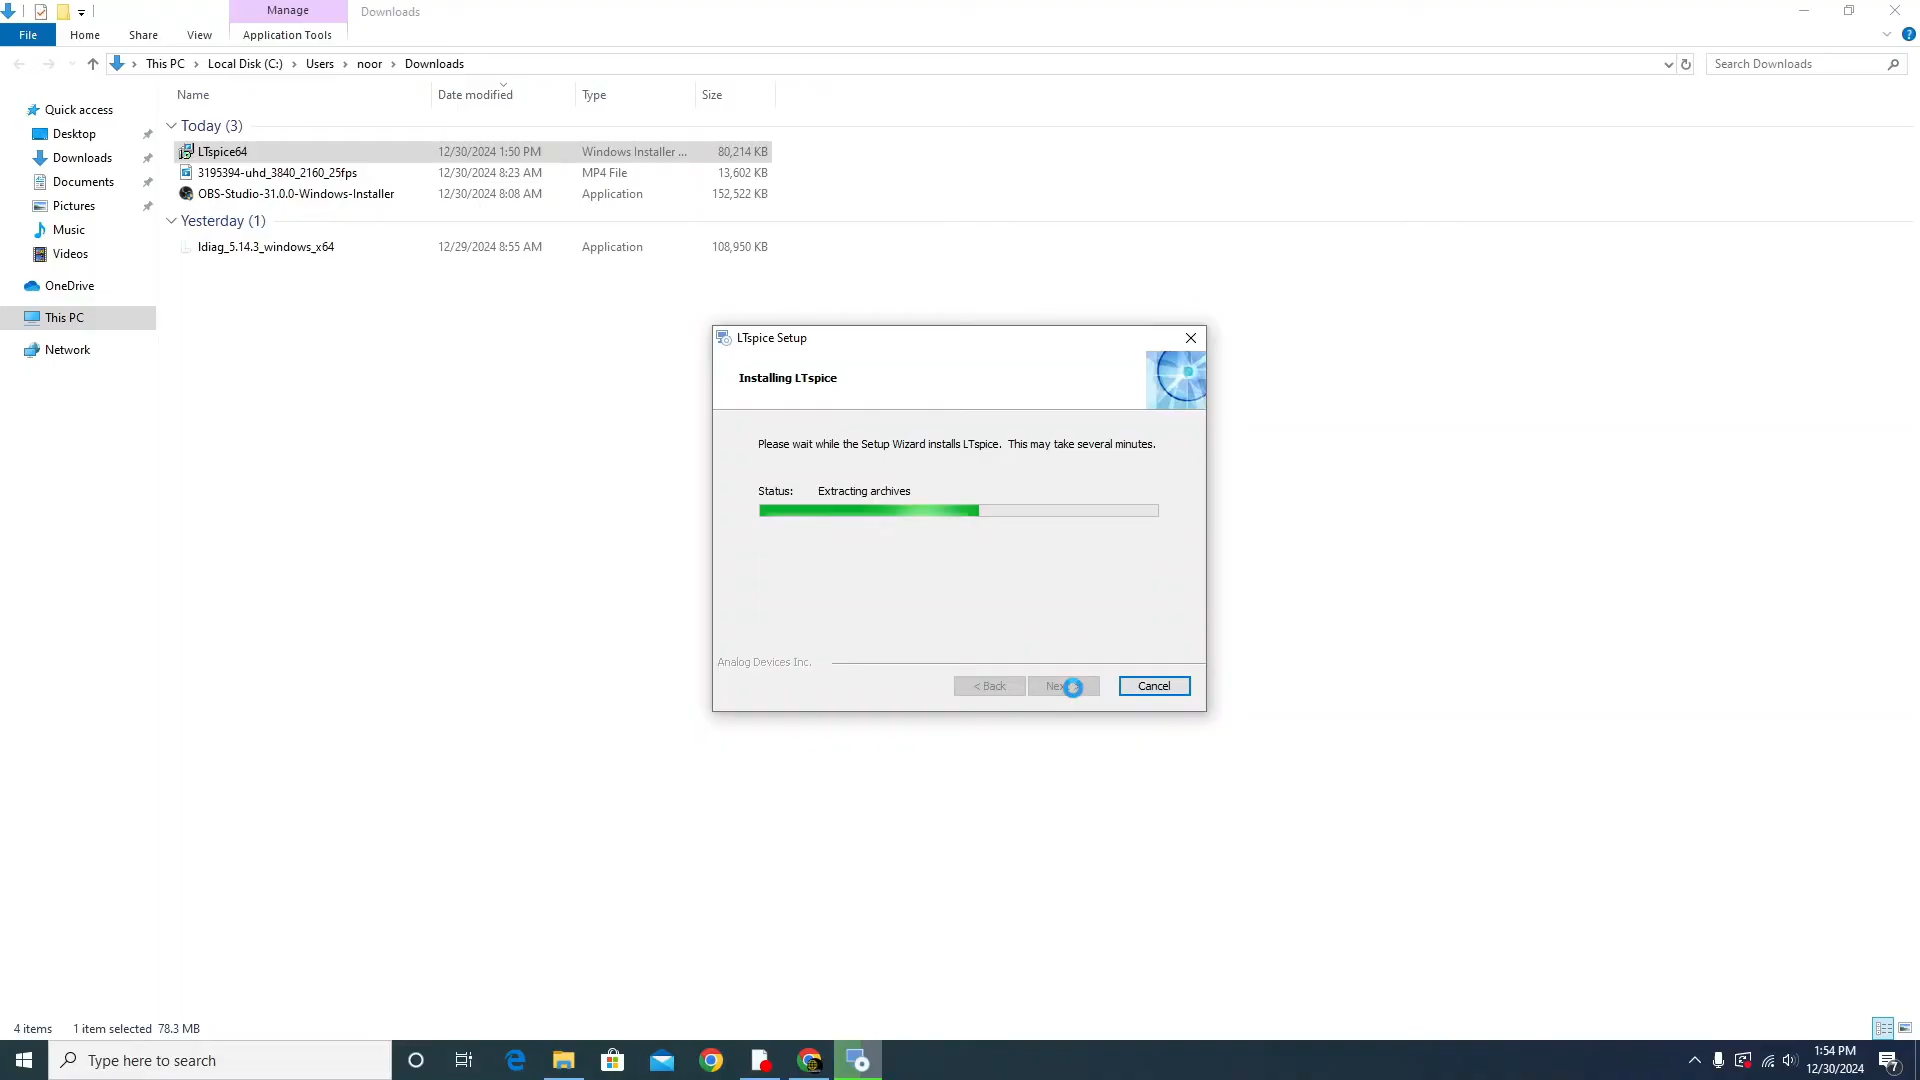 Manage
Downloads
File
Home
Share
View
Application Tools
This PC
Local Disk (C:)
Users
noor
Downloads
Search Downloads
Name
Date modified
Type
Size
Quick access
Desktop
Downloads
Documents
Pictures
Music
Videos
OneDrive
This PC
Network
Today (3)
LTspice64 12/30/2024 1:50 PM Windows Installer ... 80,214 KB
3195394-uhd_3840_2160_25fps 12/30/2024 8:23 AM MP4 File 13,602 KB
OBS-Studio-31.0.0-Windows-Installer 12/30/2024 8:08 AM Application 152,522 KB
Yesterday (1)
12/29/2024 8:55 AM Application 108,950 KB
LTspice Setup
Installing LTspice
Please wait while the Setup Wizard installs LTspice. This may take several minutes.
Status: Extracting archives
Analog Devices Inc.
< Back
Cancel
4 items 1 item selected 78.3 MB
Type here to search
1:54 PM
12/30/2024
7